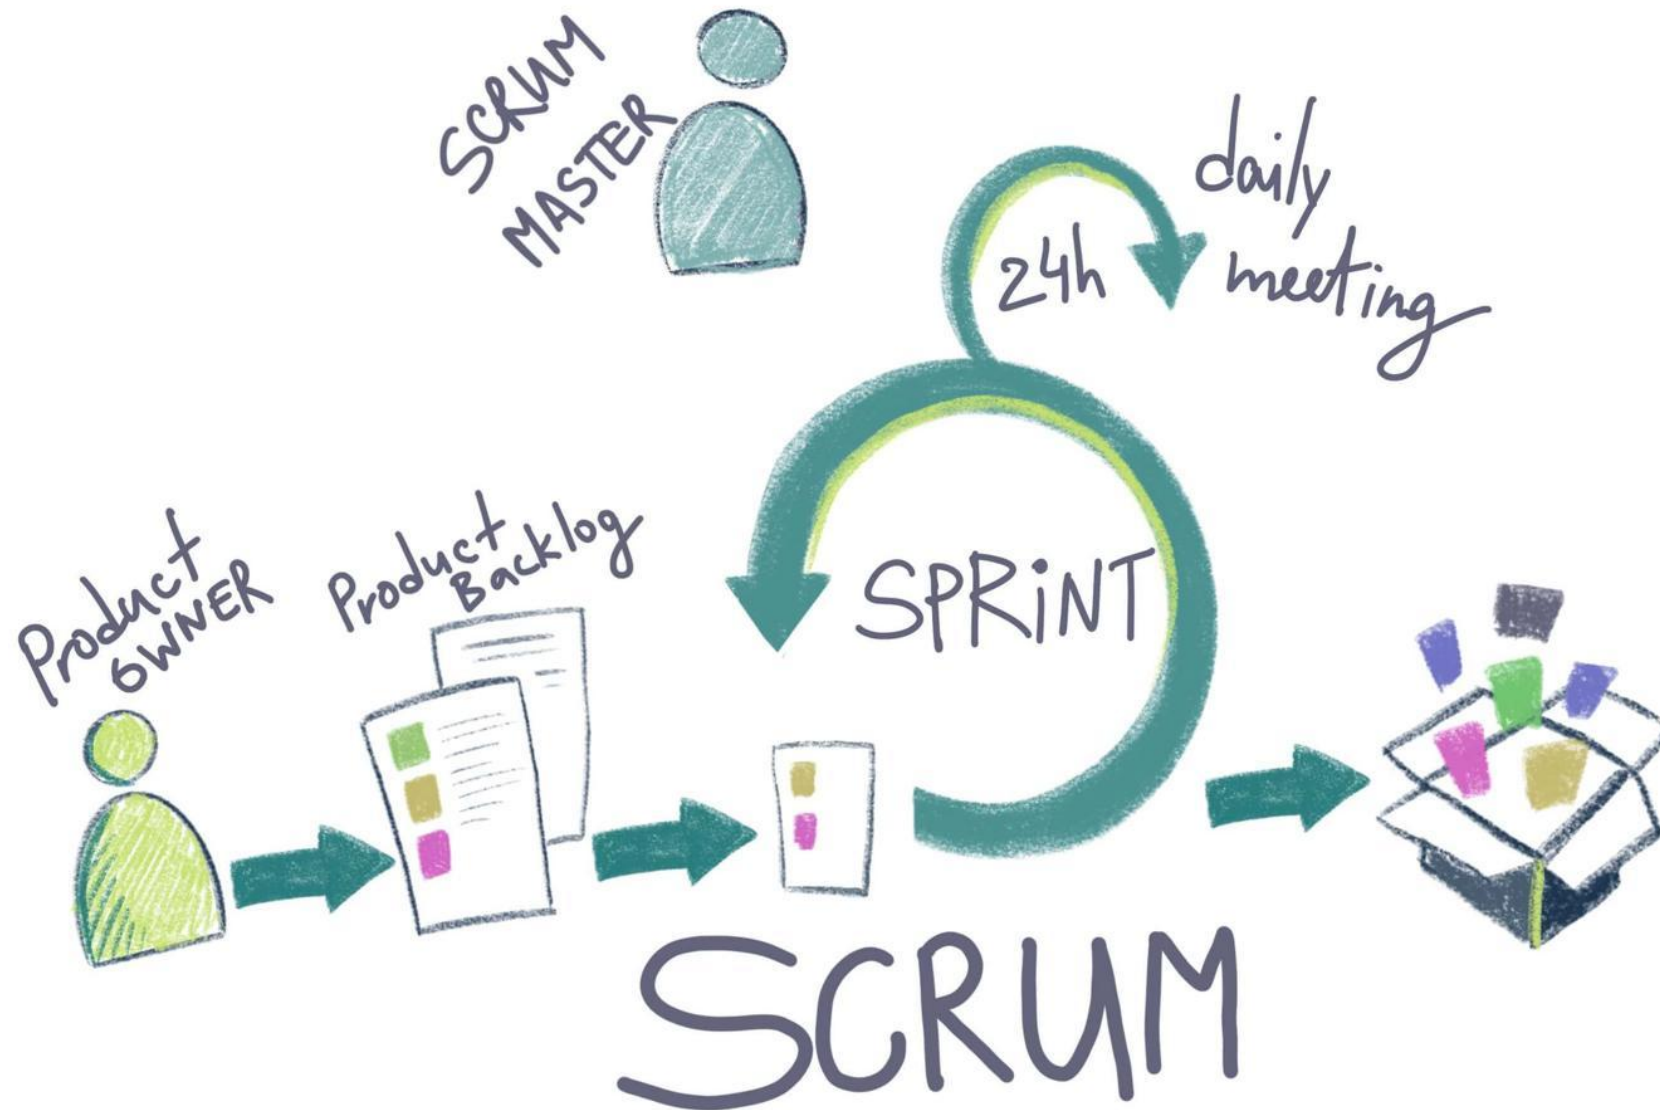 SCRUM
MASTER
daily
meeting
24h
Product
OWNER
Product
Backlog
SPRiNT
SCRUM